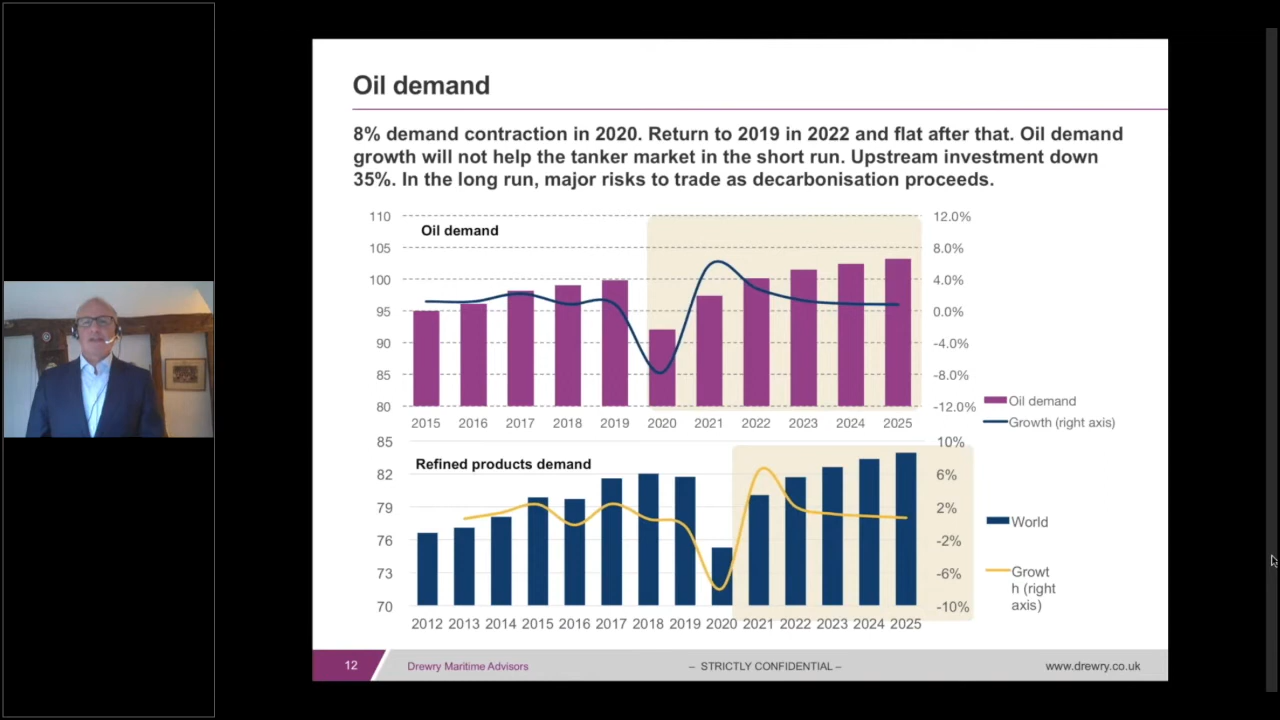 Oil demand
8% demand contraction in 2020. Return to 2019 in 2022 and flat after that. Oil demand
growth will not help the tanker market in the short run. Upstream investment down
35%. In the long run, major risks to trade as decarbonisation proceeds.
110 12.0%
Oil demand
105 8.0%
100 4.0%
95 0.0%
90 -4.0%
85 -8.0%
80 -12.0%
2015 2016 2017 2018 2019 2020 2021 2022 2023 2024 2025
Oil demand
Growth (right axis)
85 10%
Refined products demand
82 6%
79 2%
76 -2%
73 -6%
70 -10%
2012 2013 2014 2015 2016 2017 2018 2019 2020 2021 2022 2023 2024 2025
World
Growt
h (right
axis)
12 Drewry Maritime Advisors – STRICTLY CONFIDENTIAL – www.drewry.co.uk